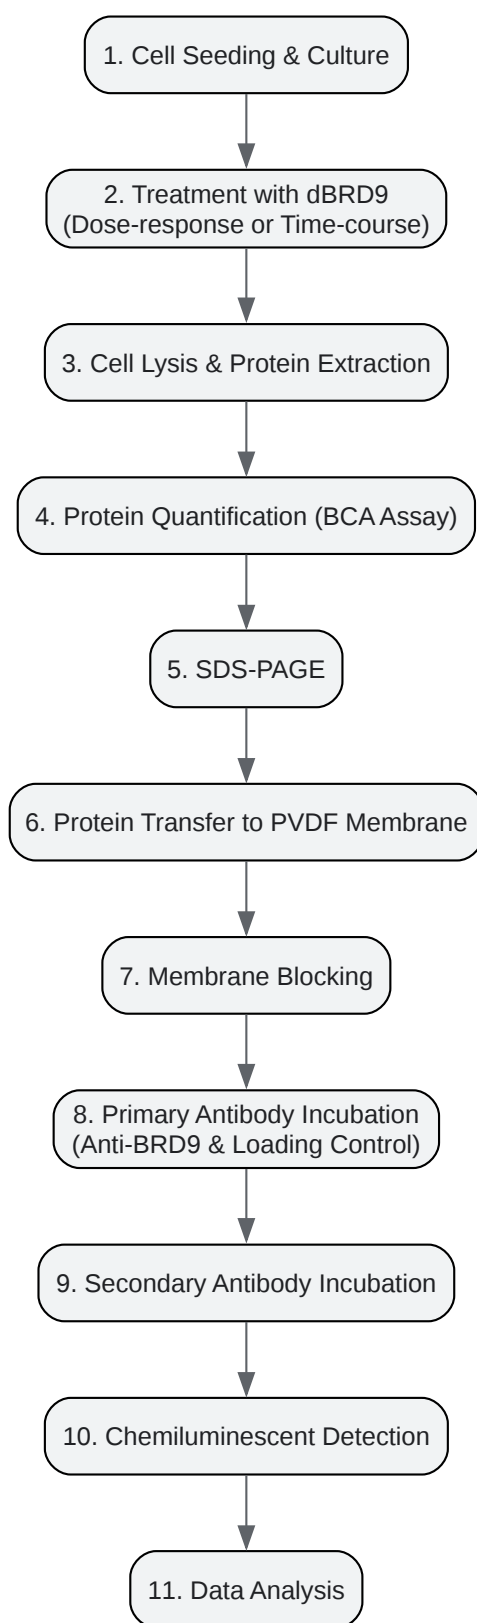 1. Cell Seeding & Culture
2. Treatment with dBRD9
(Dose-response or Time-course)
3. Cell Lysis & Protein Extraction
4. Protein Quantification (BCA Assay)
5. SDS-PAGE
6. Protein Transfer to PVDF Membrane
7. Membrane Blocking
8. Primary Antibody Incubation
(Anti-BRD9 & Loading Control)
9. Secondary Antibody Incubation
10. Chemiluminescent Detection
11. Data Analysis